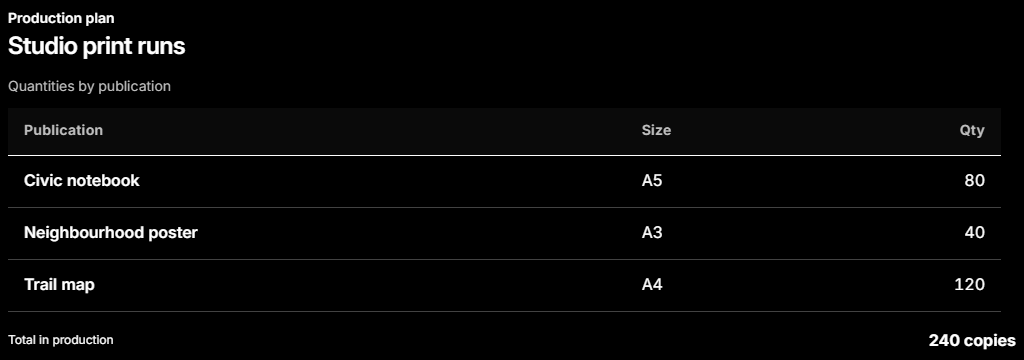 Production plan
Studio print runs
Quantities by publication
Publication Size Qty
Civic notebook A5 80
Neighbourhood poster A3 40
Trail map A4 120
Total in production 240 copies